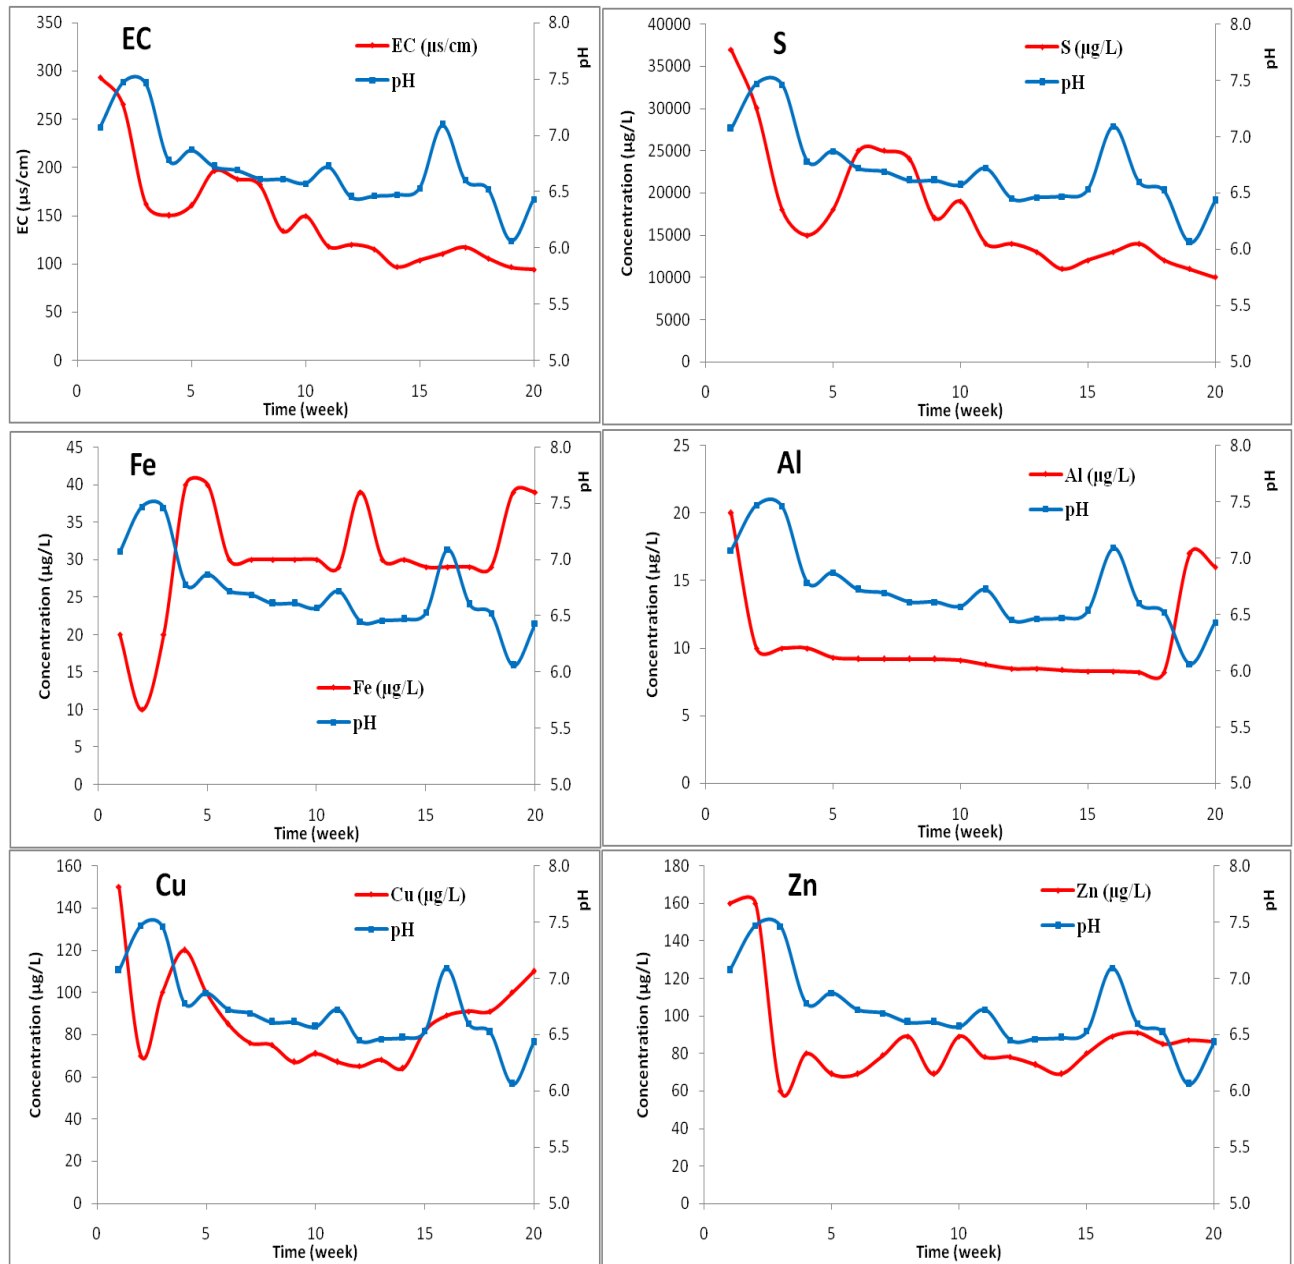 EC
EC (µs/cm)
pH
350
300
250
200
150
100
50
0
8.0
7.5
7.0
6.5
6.0
5.5
5.0
0 5 10 15 20
EC (µs/cm)
pH
Time (week)
S
S (µg/L)
pH
40000
35000
30000
25000
20000
15000
10000
5000
0
8.0
7.5
7.0
6.5
6.0
5.5
5.0
0 5 10 15 20
Concentration (µg/L)
pH
Time (week)
Fe
Fe (µg/L)
pH
45
40
35
30
25
20
15
10
5
0
8.0
7.5
7.0
6.5
6.0
5.5
5.0
0 5 10 15 20
Concentration (µg/L)
pH
Time (week)
Al
Al (µg/L)
pH
25
20
15
10
5
0
8.0
7.5
7.0
6.5
6.0
5.5
5.0
0 5 10 15 20
Concentration (µg/L)
pH
Time (week)
Cu
Cu (µg/L)
pH
160
140
120
100
80
60
40
20
0
8.0
7.5
7.0
6.5
6.0
5.5
5.0
0 5 10 15 20
Concentration (µg/L)
pH
Time (week)
Zn
Zn (µg/L)
pH
180
160
140
120
100
80
60
40
20
0
8.0
7.5
7.0
6.5
6.0
5.5
5.0
0 5 10 15 20
Concentration (µg/L)
pH
Time (week)